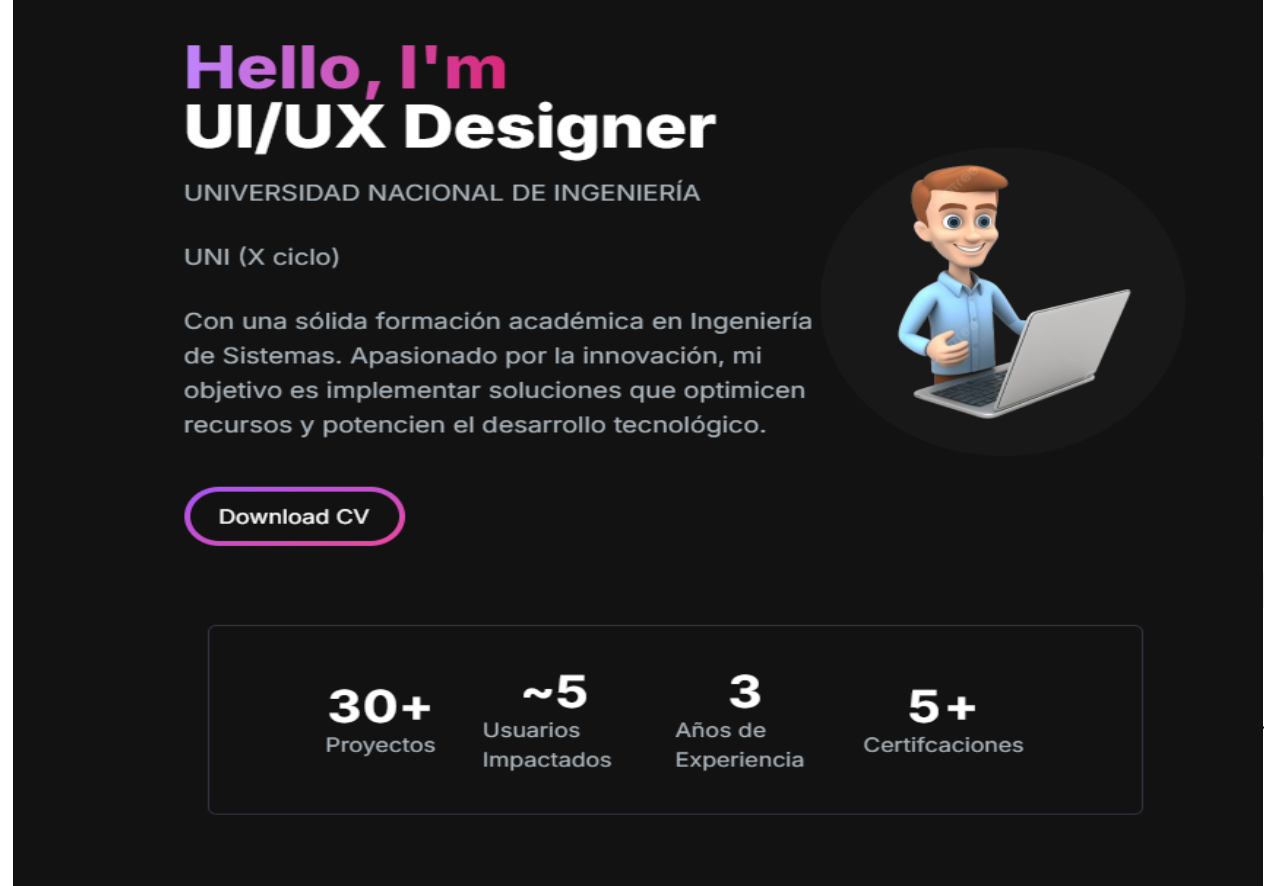 Hello, I'm
UI/UX Designer
UNIVERSIDAD NACIONAL DE INGENIERÍA
UNI (X ciclo)
Con una sólida formación académica en Ingeniería
de Sistemas. Apasionado por la innovación, mi
objetivo es implementar soluciones que optimicen
recursos y potencien el desarrollo tecnológico.
Download CV
30+
Proyectos
~5
Usuarios
Impactados
3
Años de
Experiencia
5+
Certifcaciones